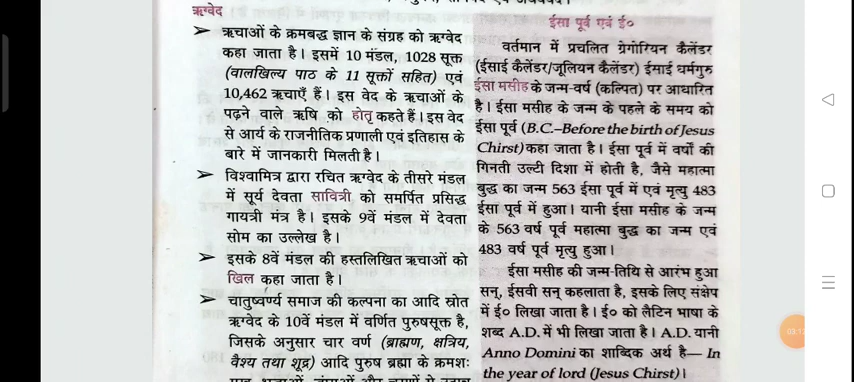 ऋग्वेद
➢ ऋचाओं के क्रमबद्ध ज्ञान के संग्रह को ऋग्वेद
कहा जाता है। इसमें 10 मंडल, 1028 सूक्त
(वालखिल्य पाठ के 11 सूक्तों सहित) एवं
10,462 ऋचाएँ हैं। इस वेद के ऋचाओं के
पढ़ने वाले ऋषि को होतृ कहते हैं। इस वेद
से आर्य के राजनीतिक प्रणाली एवं इतिहास के
बारे में जानकारी मिलती है।
➢ विश्वामित्र द्वारा रचित ऋग्वेद के तीसरे मंडल
में सूर्य देवता सावित्री को समर्पित प्रसिद्ध
गायत्री मंत्र है। इसके 9वें मंडल में देवता
सोम का उल्लेख है।
➢ इसके 8वें मंडल की हस्तलिखित ऋचाओं को
खिल कहा जाता है।
➢ चातुष्वर्ण्य समाज की कल्पना का आदि स्रोत
ऋग्वेद के 10वें मंडल में वर्णित पुरुषसूक्त है,
जिसके अनुसार चार वर्ण (ब्राह्मण, क्षत्रिय,
वैश्य तथा शूद्र) आदि पुरुष ब्रह्मा के क्रमशः
ईसा पूर्व एवं ई०
वर्तमान में प्रचलित ग्रेगोरियन कैलेंडर
(ईसाई कैलेंडर/जूलियन कैलेंडर) ईसाई धर्मगुरु
ईसा मसीह के जन्म-वर्ष (कल्पित) पर आधारित
है। ईसा मसीह के जन्म के पहले के समय को
ईसा पूर्व (B.C.–Before the birth of Jesus
Chirst) कहा जाता है। ईसा पूर्व में वर्षों की
गिनती उल्टी दिशा में होती है, जैसे महात्मा
बुद्ध का जन्म 563 ईसा पूर्व में एवं मृत्यु 483
ईसा पूर्व में हुआ। यानी ईसा मसीह के जन्म
के 563 वर्ष पूर्व महात्मा बुद्ध का जन्म एवं
483 वर्ष पूर्व मृत्यु हुआ।
ईसा मसीह की जन्म-तिथि से आरंभ हुआ
सन्, ईसवी सन् कहलाता है, इसके लिए संक्षेप
में ई० लिखा जाता है। ई० को लैटिन भाषा के
शब्द A.D. में भी लिखा जाता है। A.D. यानी
Anno Domini का शाब्दिक अर्थ है— In
the year of lord (Jesus Chirst)।